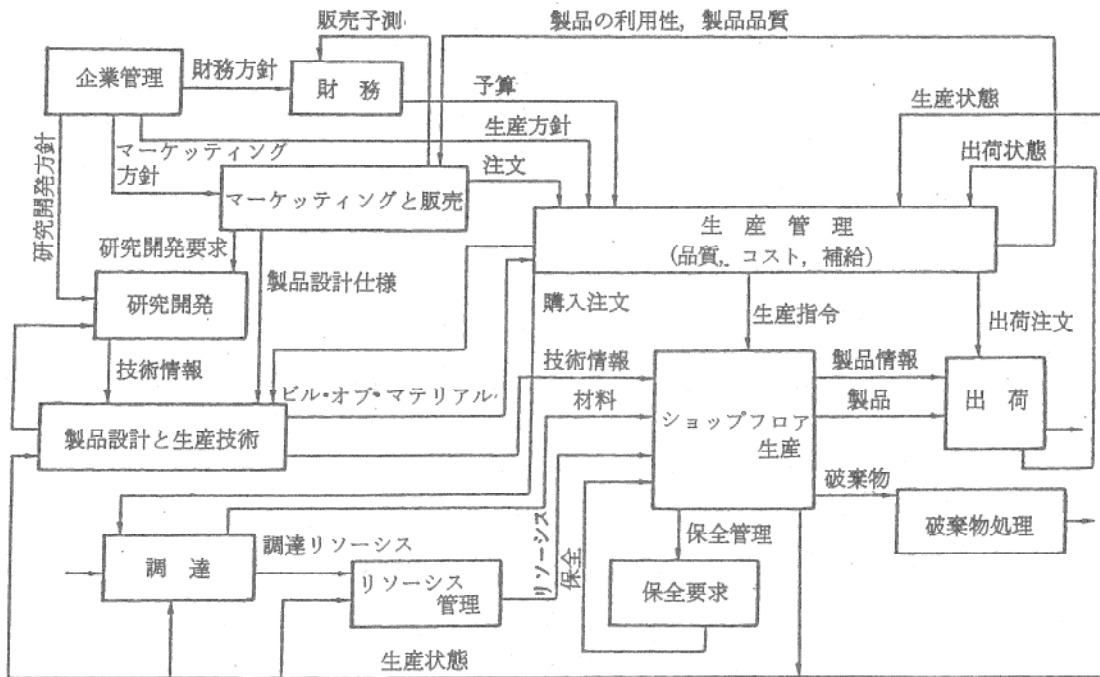 販売予測
製品の利用性, 製品品質
企業管理
財務方針
財 務
予算
生産状態
生産方針
マーケッティング
方針
注文
出荷状態
研究開発方針
マーケッティングと販売
生 産 管 理
(品質, コスト, 補給)
研究開発要求
製品設計仕様
購入注文
研究開発
生産指令
出荷注文
技術情報
技術情報
製品情報
ビル・オブ・マテリアル
材料
製品
出 荷
ショップフロア
生産
製品設計と生産技術
破棄物
破棄物処理
リソーシス
保全
保全管理
調達リソーシス
調 達
リソーシス
管理
保全要求
生産状態